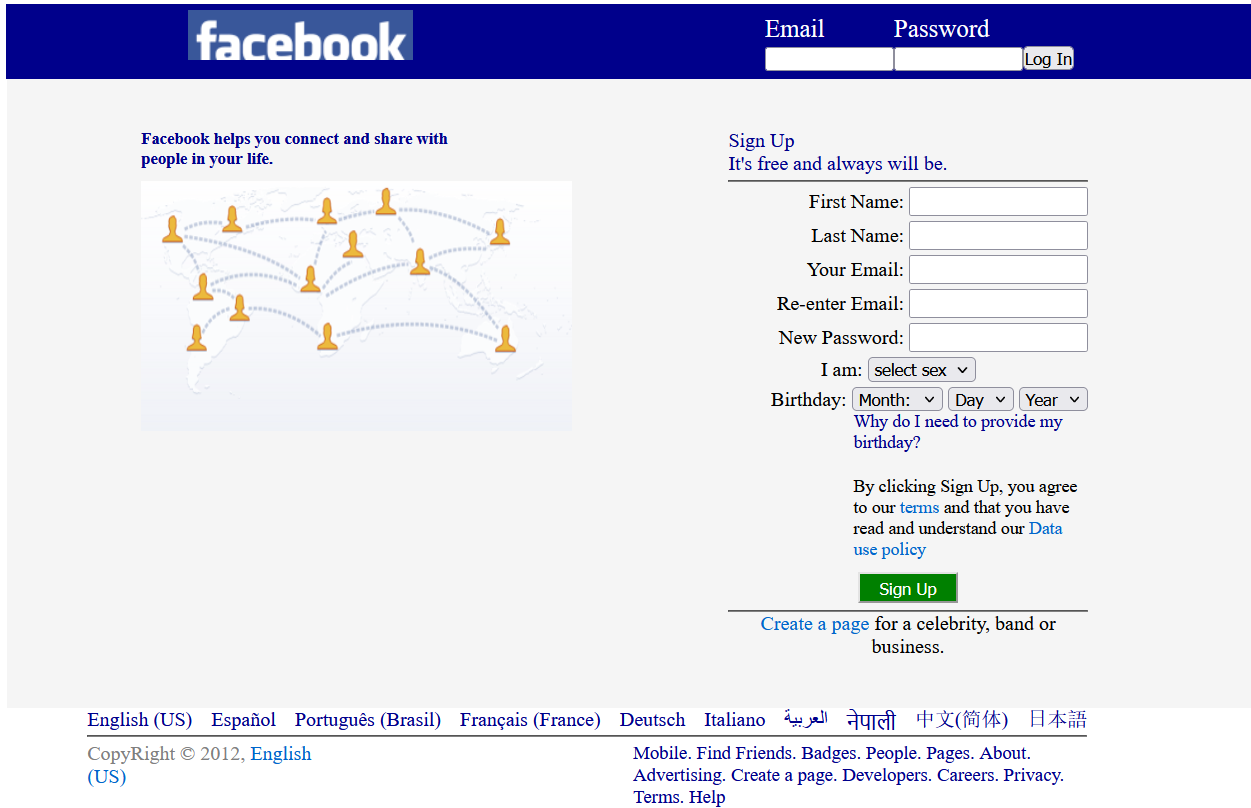 facebook
Email Password
Log In
Facebook helps you connect and share with
people in your life.
Sign Up
It's free and always will be.
First Name:
Last Name:
Your Email:
Re-enter Email:
New Password:
I am: select sex
Birthday: Month: Day Year
Why do I need to provide my
birthday?
By clicking Sign Up, you agree
to our terms and that you have
read and understand our Data
use policy
Sign Up
Create a page for a celebrity, band or
business.
English (US) Español Português (Brasil) Français (France) Deutsch Italiano العربية नेपाली 中文(简体) 日本語
CopyRight © 2012, English
(US)
Mobile. Find Friends. Badges. People. Pages. About.
Advertising. Create a page. Developers. Careers. Privacy.
Terms. Help